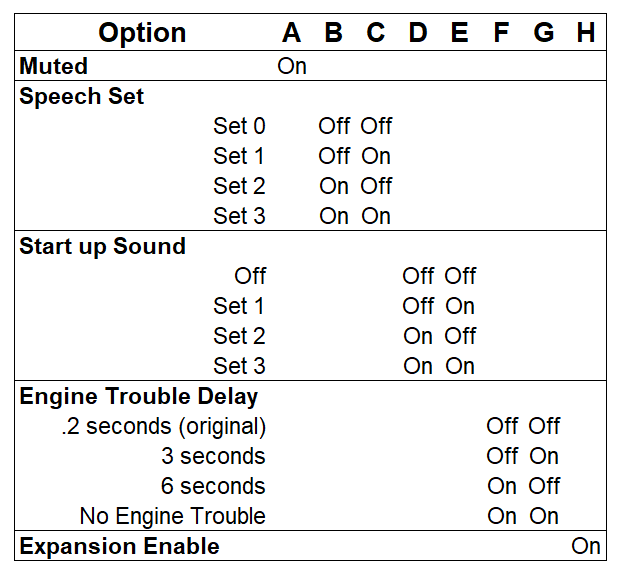 Option A B C D E F G H
Muted On
Speech Set
Set 0 Off Off
Set 1 Off On
Set 2 On Off
Set 3 On On
Start up Sound
Off Off Off
Set 1 Off On
Set 2 On Off
Set 3 On On
Engine Trouble Delay
.2 seconds (original) Off Off
3 seconds Off On
6 seconds On Off
No Engine Trouble On On
Expansion Enable On